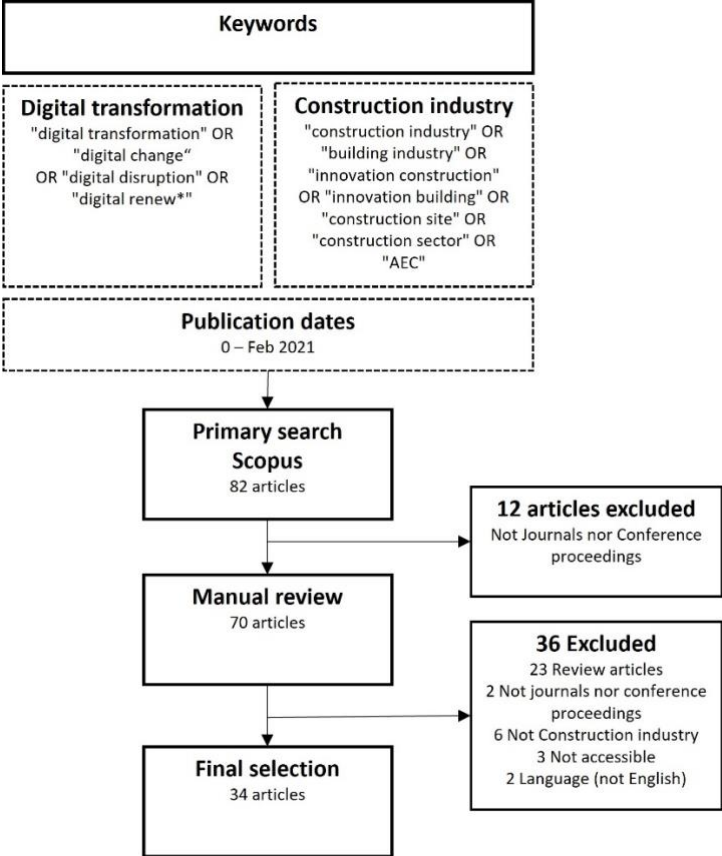 Keywords
Digital transformation
"digital transformation" OR
"digital change“
OR "digital disruption" OR
"digital renew*"
Construction industry
"construction industry" OR
"building industry" OR
"innovation construction"
OR "innovation building" OR
"construction site" OR
"construction sector" OR
"AEC"
Publication dates
0 – Feb 2021
Primary search
Scopus
82 articles
12 articles excluded
Not Journals nor Conference
proceedings
Manual review
70 articles
36 Excluded
23 Review articles
2 Not journals nor conference
proceedings
6 Not Construction industry
3 Not accessible
2 Language (not English)
Final selection
34 articles